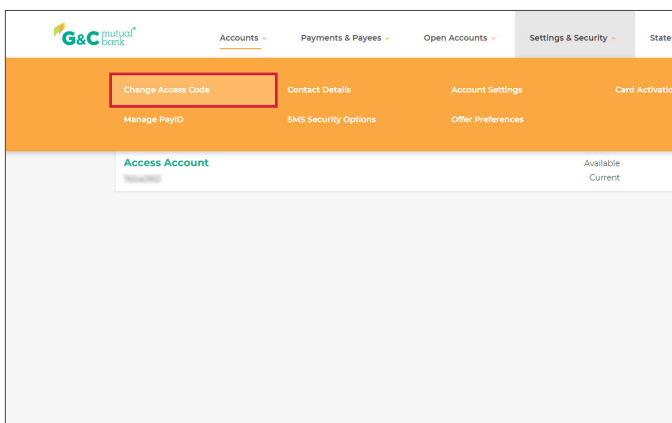 G&C mutual bank
Accounts Payments & Payees Open Accounts Settings & Security State
Change Access Code Contact Details Account Settings Card Activatio
Manage PayID SMS Security Options Offer Preferences
Access Account Available
Current